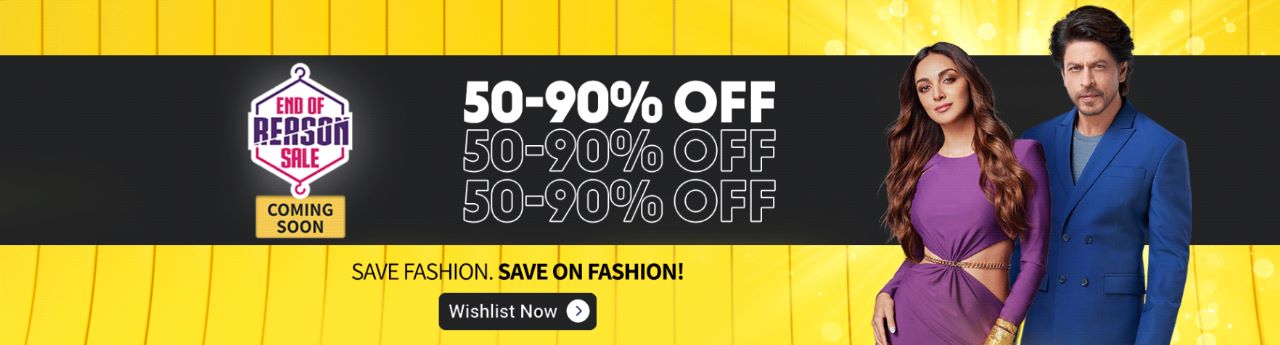 END OF
REASON
SALE
COMING
SOON
50-90% OFF
50-90% OFF
50-90% OFF
SAVE FASHION. SAVE ON FASHION!
Wishlist Now